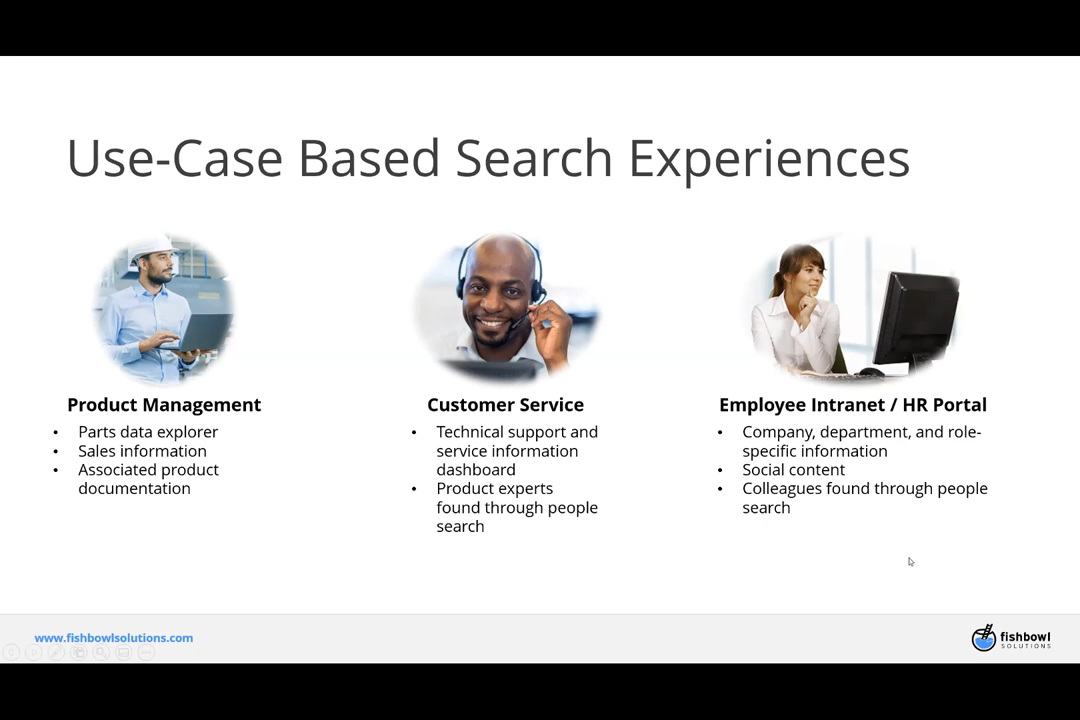 Use-Case Based Search Experiences
Product Management
• Parts data explorer
• Sales information
• Associated product
documentation
Customer Service
• Technical support and
service information
dashboard
• Product experts
found through people
search
Employee Intranet / HR Portal
• Company, department, and role-
specific information
• Social content
• Colleagues found through people
search
www.fishbowlsolutions.com
fishbowl
SOLUTIONS